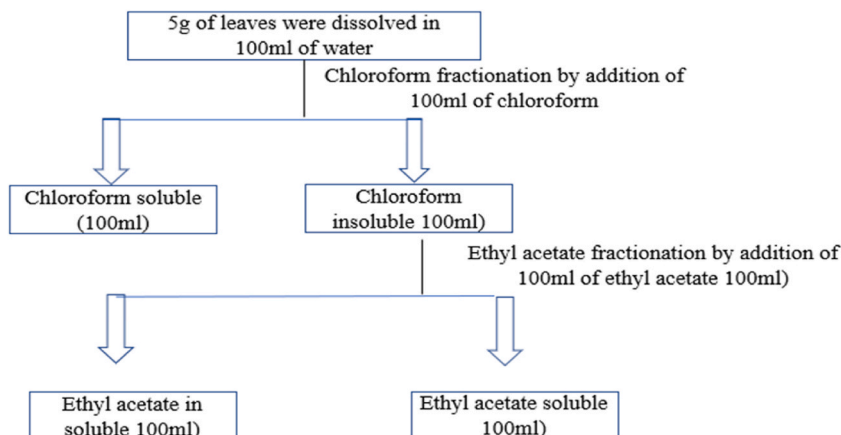 5g of leaves were dissolved in
100ml of water
Chloroform fractionation by addition of
100ml of chloroform
Chloroform soluble
(100ml)
Chloroform
insoluble 100ml)
Ethyl acetate fractionation by addition of
100ml of ethyl acetate 100ml)
Ethyl acetate in
soluble 100ml)
Ethyl acetate soluble
100ml)